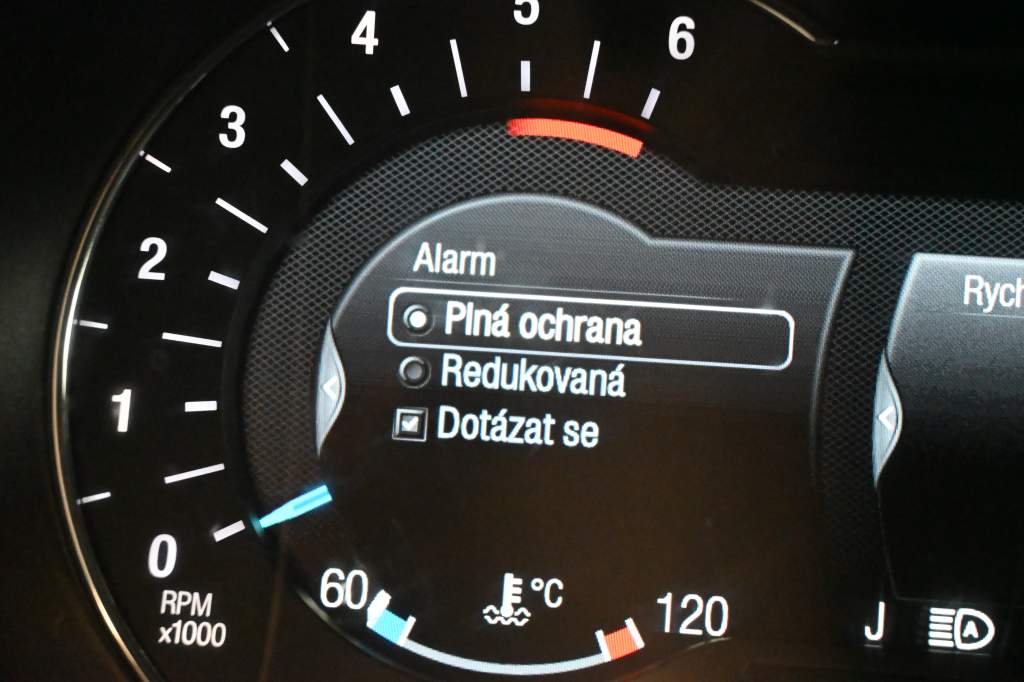 4 5 6
3
2
1
0
RPM
x1000
Alarm
Plná ochrana
Redukovaná
Dotázat se
60 °C 120
Rych
J
A